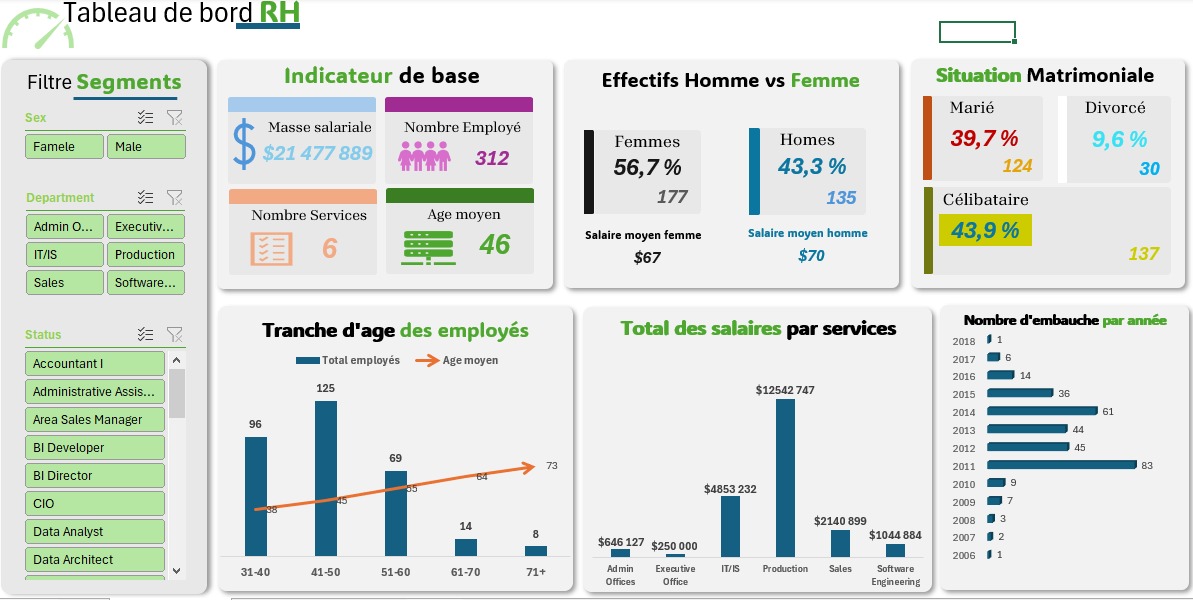 Tableau de bord RH
Filtre Segments
Sex
Famele
Male
Department
Admin O...
Executiv...
IT/IS
Production
Sales
Software...
Status
Accountant I
Administrative Assis...
Area Sales Manager
BI Developer
BI Director
CIO
Data Analyst
Data Architect
Indicateur de base
Masse salariale
$21 477 889
Nombre Employé
312
Nombre Services
6
Age moyen
46
Effectifs Homme vs Femme
Femmes
56,7 %
177
Salaire moyen femme
$67
Homes
43,3 %
135
Salaire moyen homme
$70
Situation Matrimoniale
Marié
39,7 %
124
Divorcé
9,6 %
30
Célibataire
43,9 %
137
Tranche d'age des employés
Total employés
Age moyen
96
125
69
14
8
38
45
55
64
73
31-40
41-50
51-60
61-70
71+
Total des salaires par services
$646 127
$250 000
$4853 232
$12542 747
$2140 899
$1044 884
Admin
Offices
Executive
Office
IT/IS
Production
Sales
Software
Engineering
Nombre d'embauche par année
2018 1
2017 6
2016 14
2015 36
2014 61
2013 44
2012 45
2011 83
2010 9
2009 7
2008 3
2007 2
2006 1